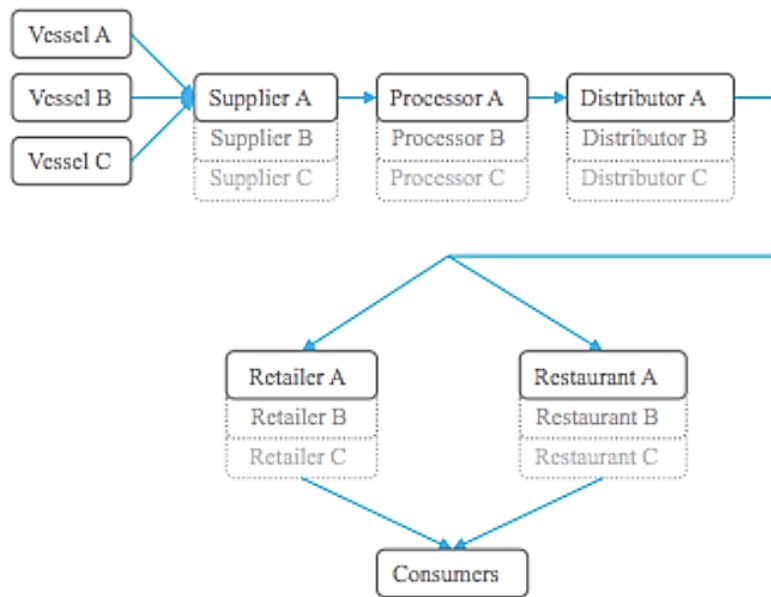 Vessel A
Vessel B
Vessel C
Supplier A
Supplier B
Supplier C
Processor A
Processor B
Processor C
Distributor A
Distributor B
Distributor C
Retailer A
Retailer B
Retailer C
Restaurant A
Restaurant B
Restaurant C
Consumers